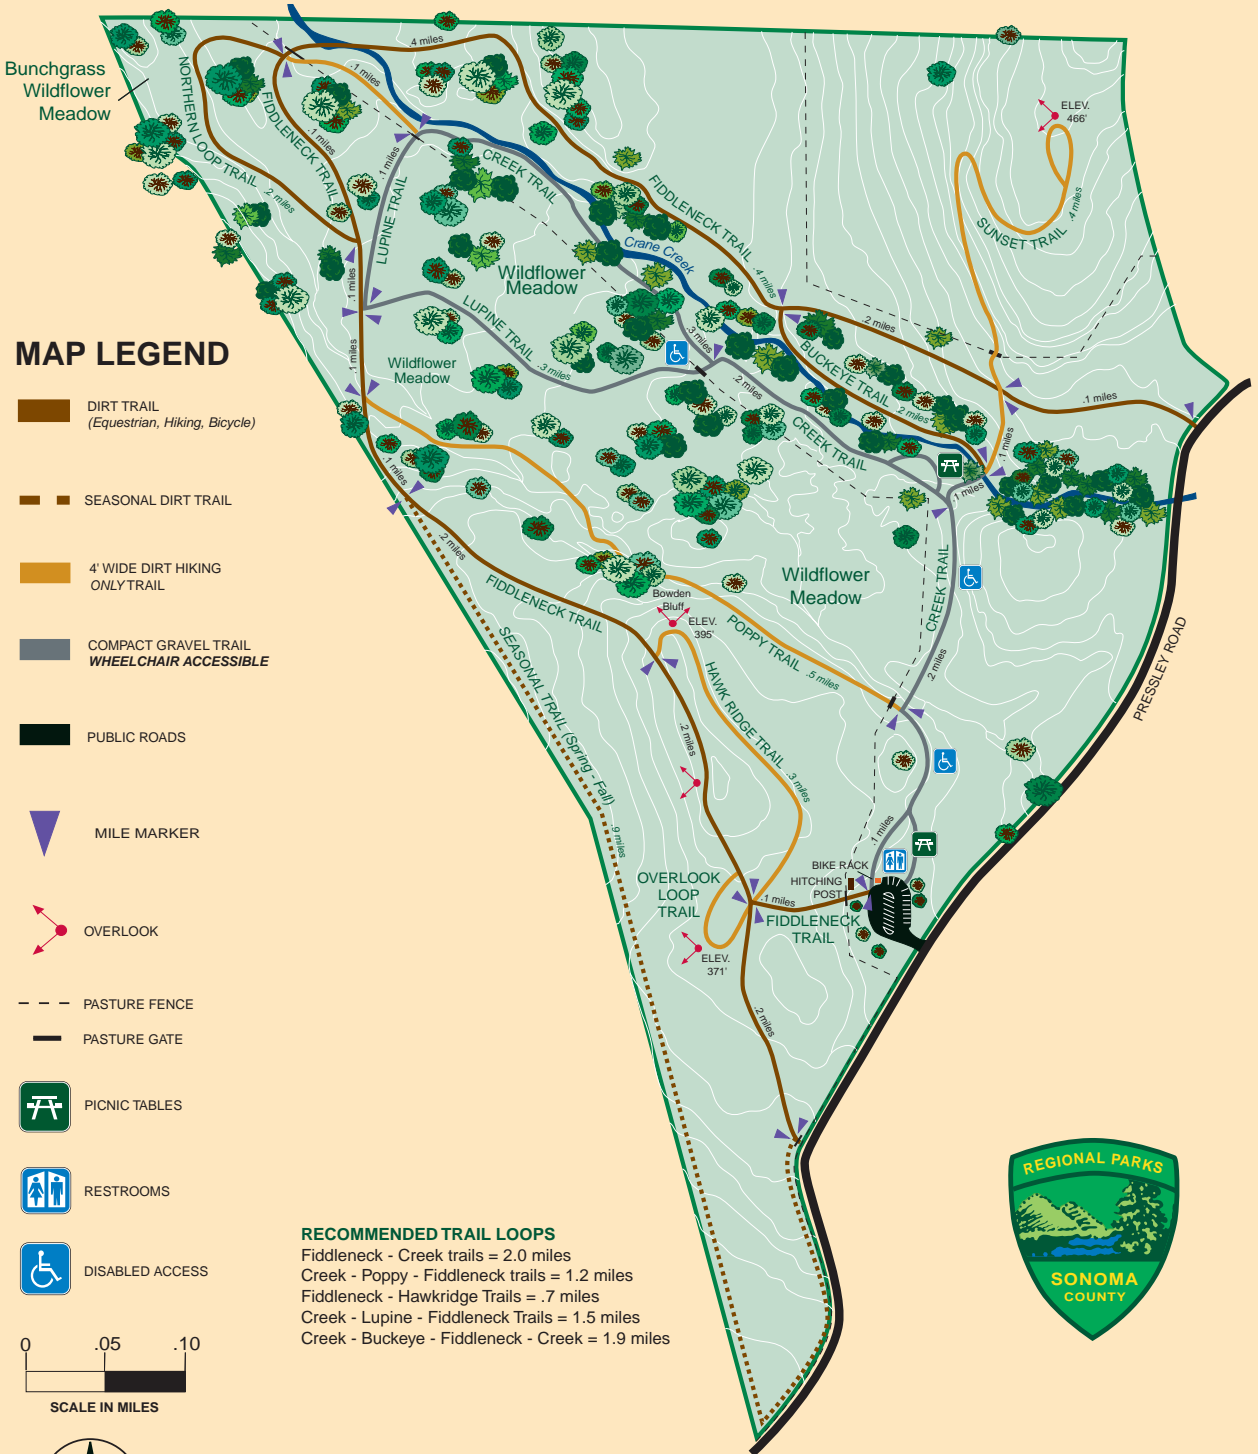 Bunchgrass
Wildflower
Meadow
NORTHERN LOOP TRAIL .2 miles
FIDDLENECK TRAIL
.1 miles
.1 miles
.4 miles
.1 miles
LUPINE TRAIL
CREEK TRAIL
FIDDLENECK TRAIL .4 miles
Crane Creek
ELEV.
466'
SUNSET TRAIL
.4 miles
Wildflower
Meadow
.1 miles
LUPINE TRAIL
.3 miles
.3 miles
.2 miles
BUCKEYE TRAIL
.2 miles
.2 miles
.1 miles
Wildflower
Meadow
.1 miles
CREEK TRAIL
.1 miles
.1 miles
.1 miles
.2 miles
FIDDLENECK TRAIL
Wildflower
Meadow
CREEK TRAIL
.2 miles
Bowden
Bluff
ELEV.
395'
POPPY TRAIL .5 miles
HAWK RIDGE TRAIL .3 miles
SEASONAL TRAIL (Spring - Fall) .9 miles
.2 miles
PRESSLEY ROAD
.1 miles
BIKE RACK
HITCHING
POST
OVERLOOK
LOOP
TRAIL
.1 miles
FIDDLENECK
TRAIL
ELEV.
371'
.2 miles
MAP LEGEND
DIRT TRAIL
(Equestrian, Hiking, Bicycle)
SEASONAL DIRT TRAIL
4' WIDE DIRT HIKING
ONLY TRAIL
COMPACT GRAVEL TRAIL
WHEELCHAIR ACCESSIBLE
PUBLIC ROADS
MILE MARKER
OVERLOOK
PASTURE FENCE
PASTURE GATE
PICNIC TABLES
RESTROOMS
DISABLED ACCESS
0 .05 .10
SCALE IN MILES
RECOMMENDED TRAIL LOOPS
Fiddleneck - Creek trails = 2.0 miles
Creek - Poppy - Fiddleneck trails = 1.2 miles
Fiddleneck - Hawkridge Trails = .7 miles
Creek - Lupine - Fiddleneck Trails = 1.5 miles
Creek - Buckeye - Fiddleneck - Creek = 1.9 miles
REGIONAL PARKS
SONOMA
COUNTY